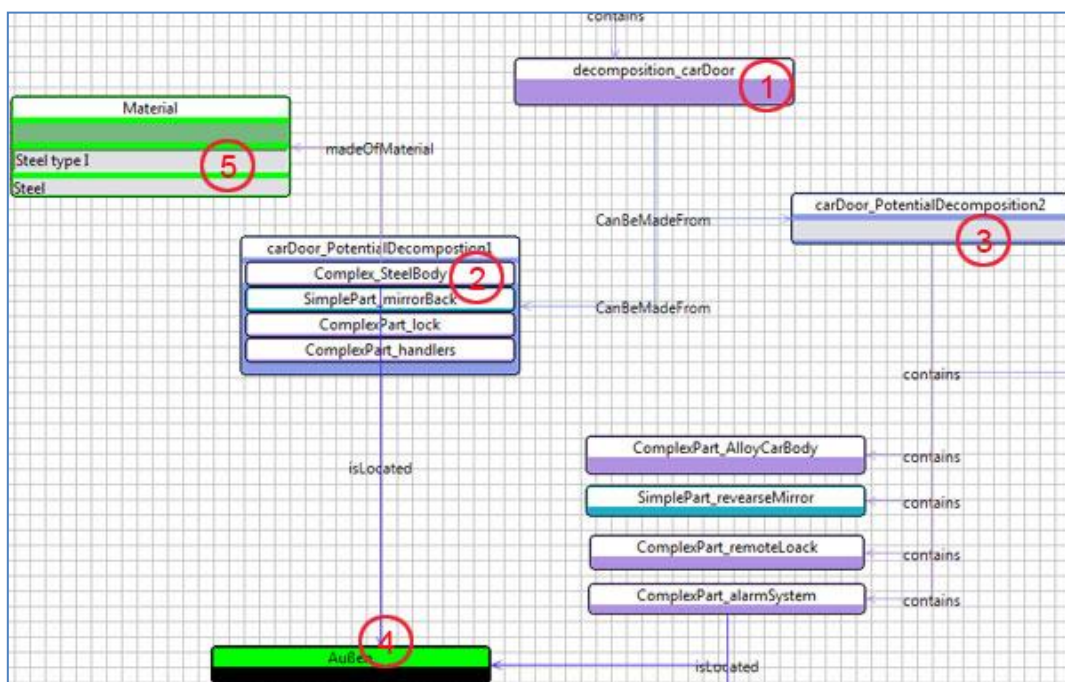 contains
decomposition_carDoor
1
Material
Steel type I
5
Steel
madeOfMaterial
carDoor_PotentialDecomposition2
3
CanBeMadeFrom
carDoor_PotentialDecompostion1
Complex_SteelBody
2
SimplePart_mirrorBack
ComplexPart_lock
ComplexPart_handlers
CanBeMadeFrom
contains
ComplexPart_AlloyCarBody
contains
isLocated
SimplePart_revearseMirror
contains
ComplexPart_remoteLoack
contains
ComplexPart_alarmSystem
contains
4
Außen
isLocated